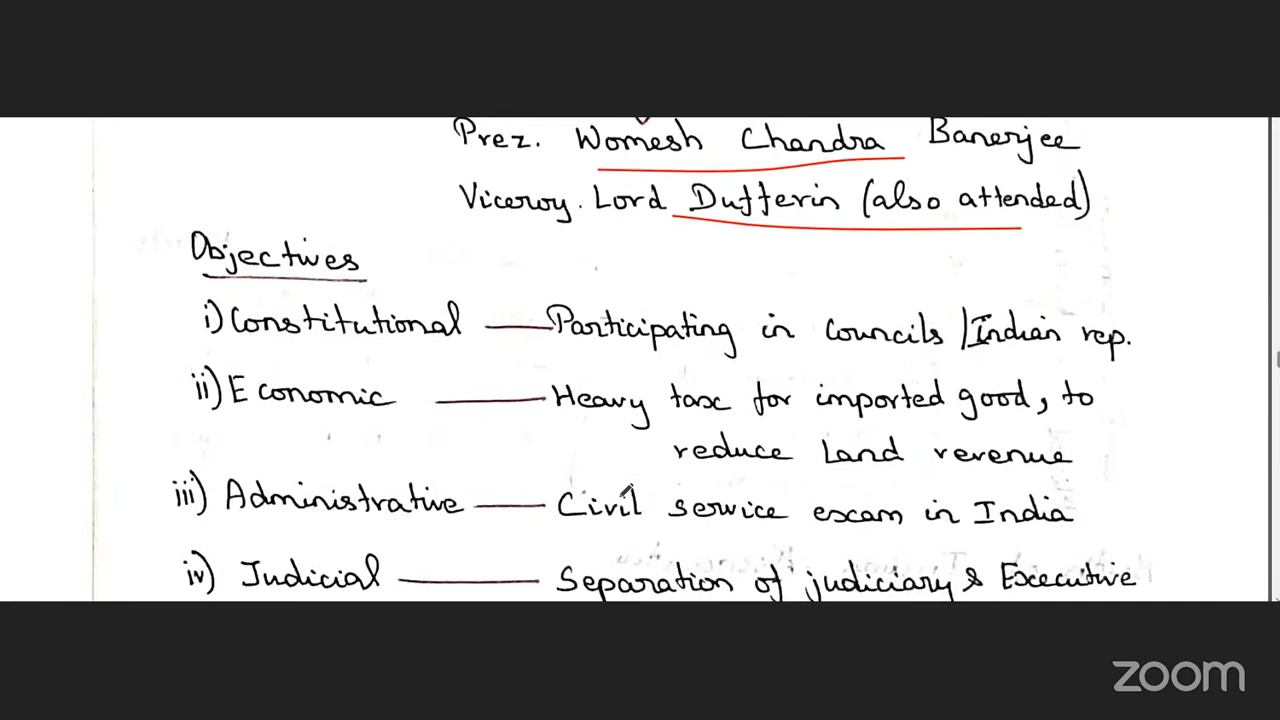 Prez. Womesh Chandra Banerjee
Viceroy. Lord Dufferin (also attended)
Objectives
i) Constitutional — Participating in councils / Indian rep.
ii) Economic — Heavy tax for imported good, to
reduce Land revenue
iii) Administrative — Civil service exam in India
iv) Judicial — Separation of judiciary & Executive
zoom